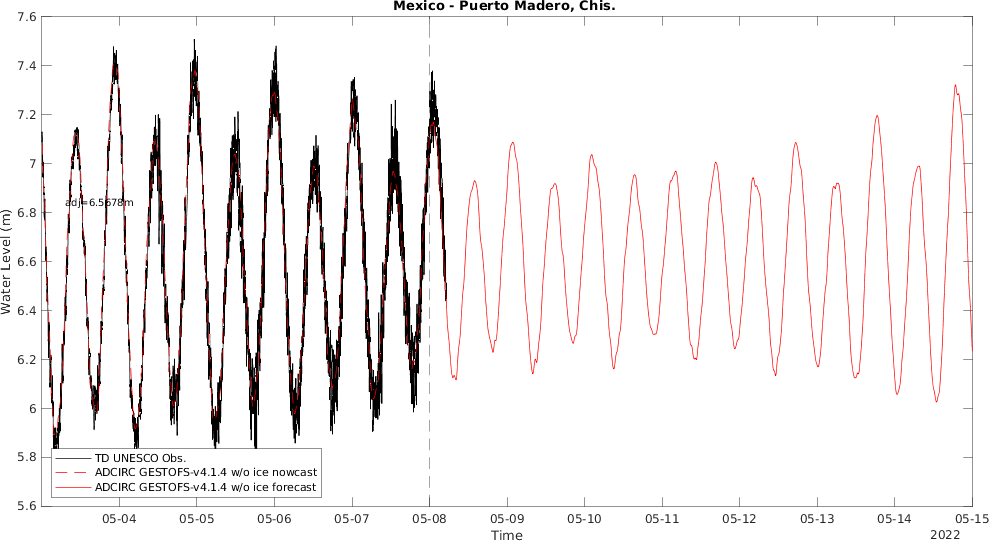 Mexico - Puerto Madero, Chis.
7.6
7.4
7.2
7
6.8
6.6
6.4
6.2
6
5.8
5.6
Water Level (m)
adj=6.5678m
TD UNESCO Obs.
ADCIRC GESTOFS-v4.1.4 w/o ice nowcast
ADCIRC GESTOFS-v4.1.4 w/o ice forecast
05-04 05-05 05-06 05-07 05-08 05-09 05-10 05-11 05-12 05-13 05-14 05-15
Time
2022